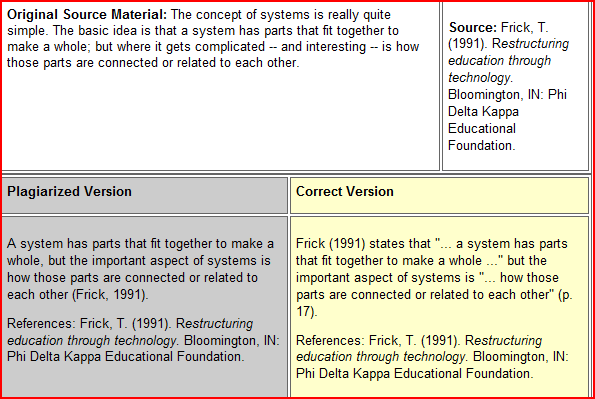 Original Source Material: The concept of systems is really quite
simple. The basic idea is that a system has parts that fit together to
make a whole; but where it gets complicated -- and interesting -- is how
those parts are connected or related to each other.
Source: Frick, T.
(1991). Restructuring
education through
technology.
Bloomington, IN: Phi
Delta Kappa
Educational
Foundation.
Plagiarized Version
Correct Version
A system has parts that fit together to make a
whole, but the important aspect of systems is
how those parts are connected or related to
each other (Frick, 1991).
References: Frick, T. (1991). Restructuring
education through technology. Bloomington, IN:
Phi Delta Kappa Educational Foundation.
Frick (1991) states that "... a system has parts
that fit together to make a whole ..." but the
important aspect of systems is "... how those
parts are connected or related to each other" (p.
17).
References: Frick, T. (1991). Restructuring
education through technology. Bloomington, IN:
Phi Delta Kappa Educational Foundation.